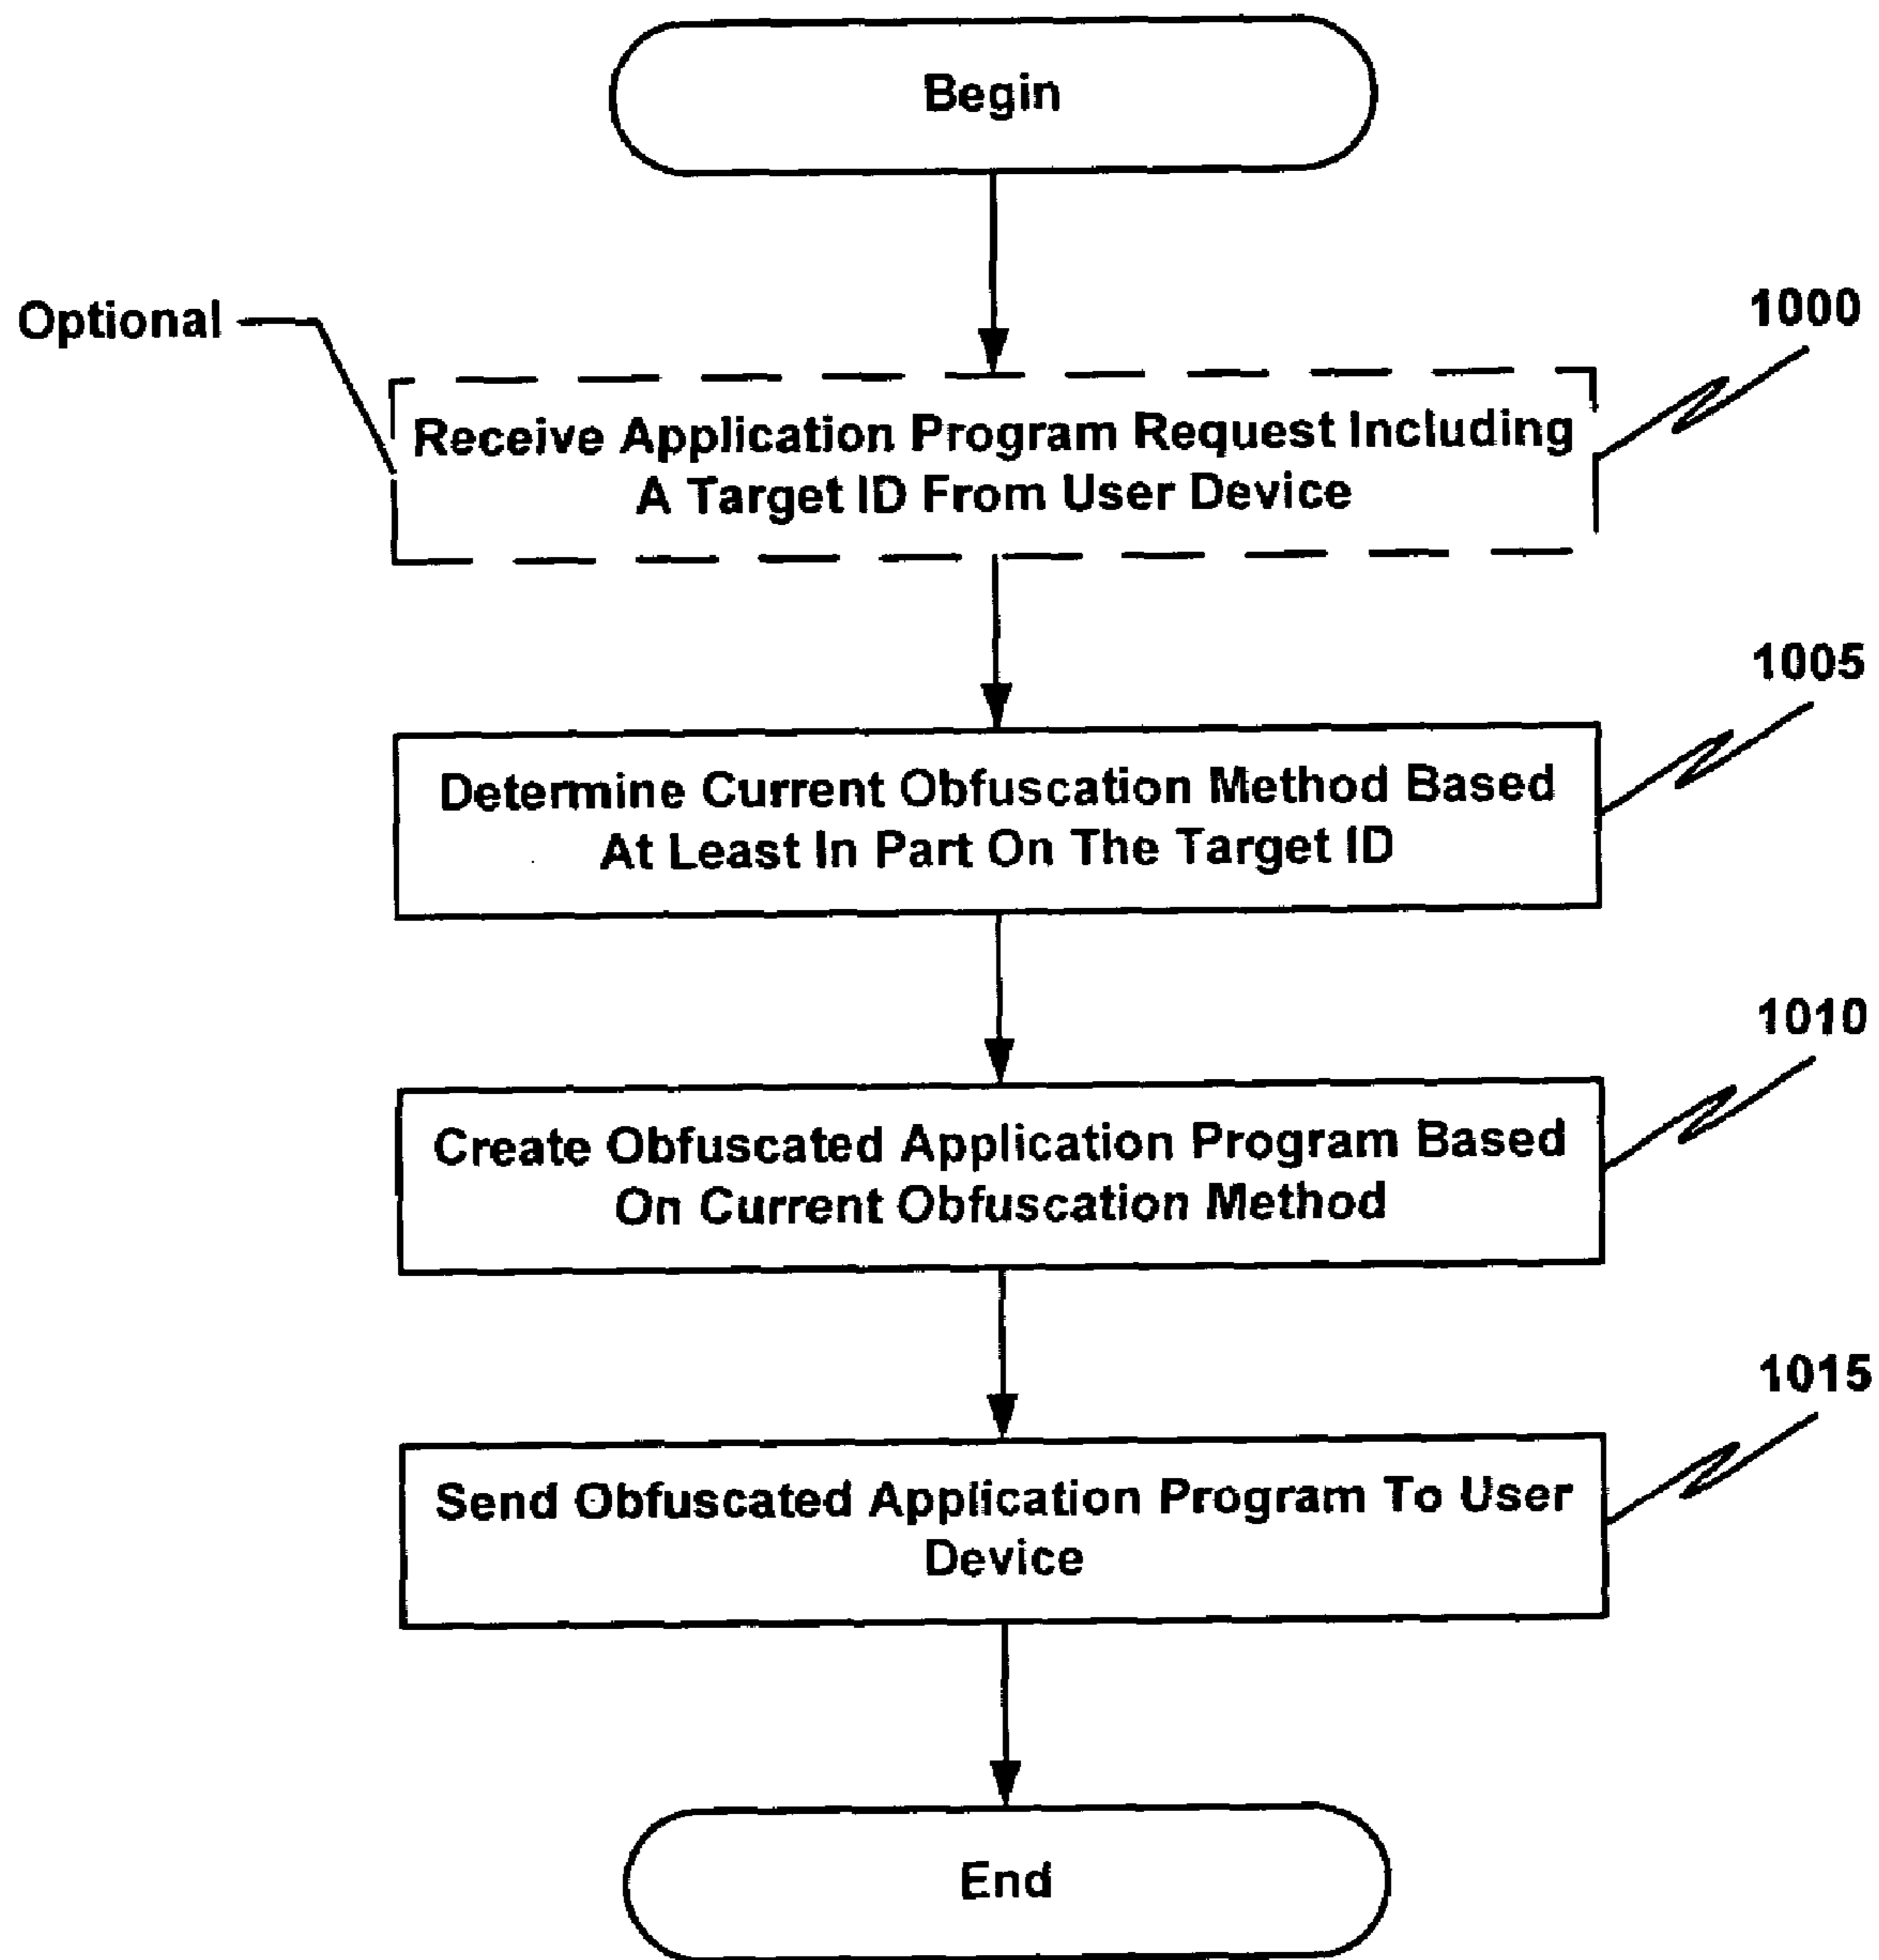 Begin
Optional
1000
Receive Application Program Request Including
A Target ID From User Device
1005
Determine Current Obfuscation Method Based
At Least In Part On The Target ID
1010
Create Obfuscated Application Program Based
On Current Obfuscation Method
1015
Send Obfuscated Application Program To User
Device
End